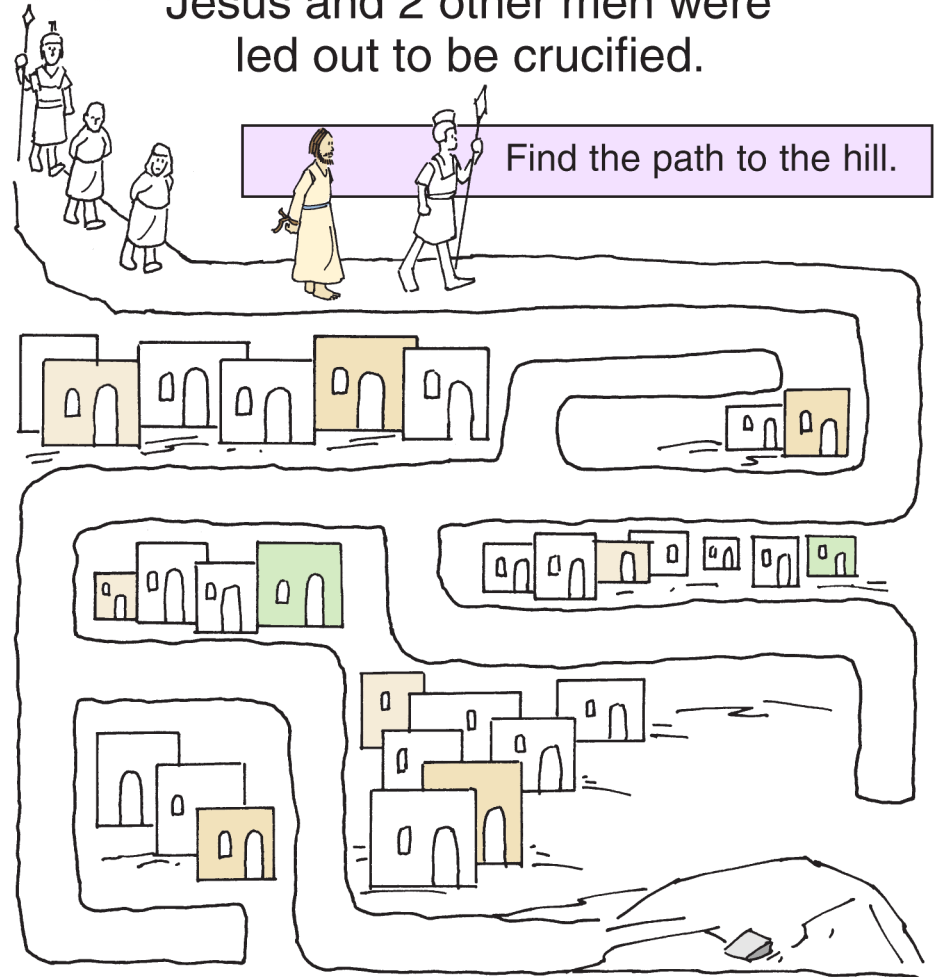 Jesus and 2 other men were
led out to be crucified.
Find the path to the hill.